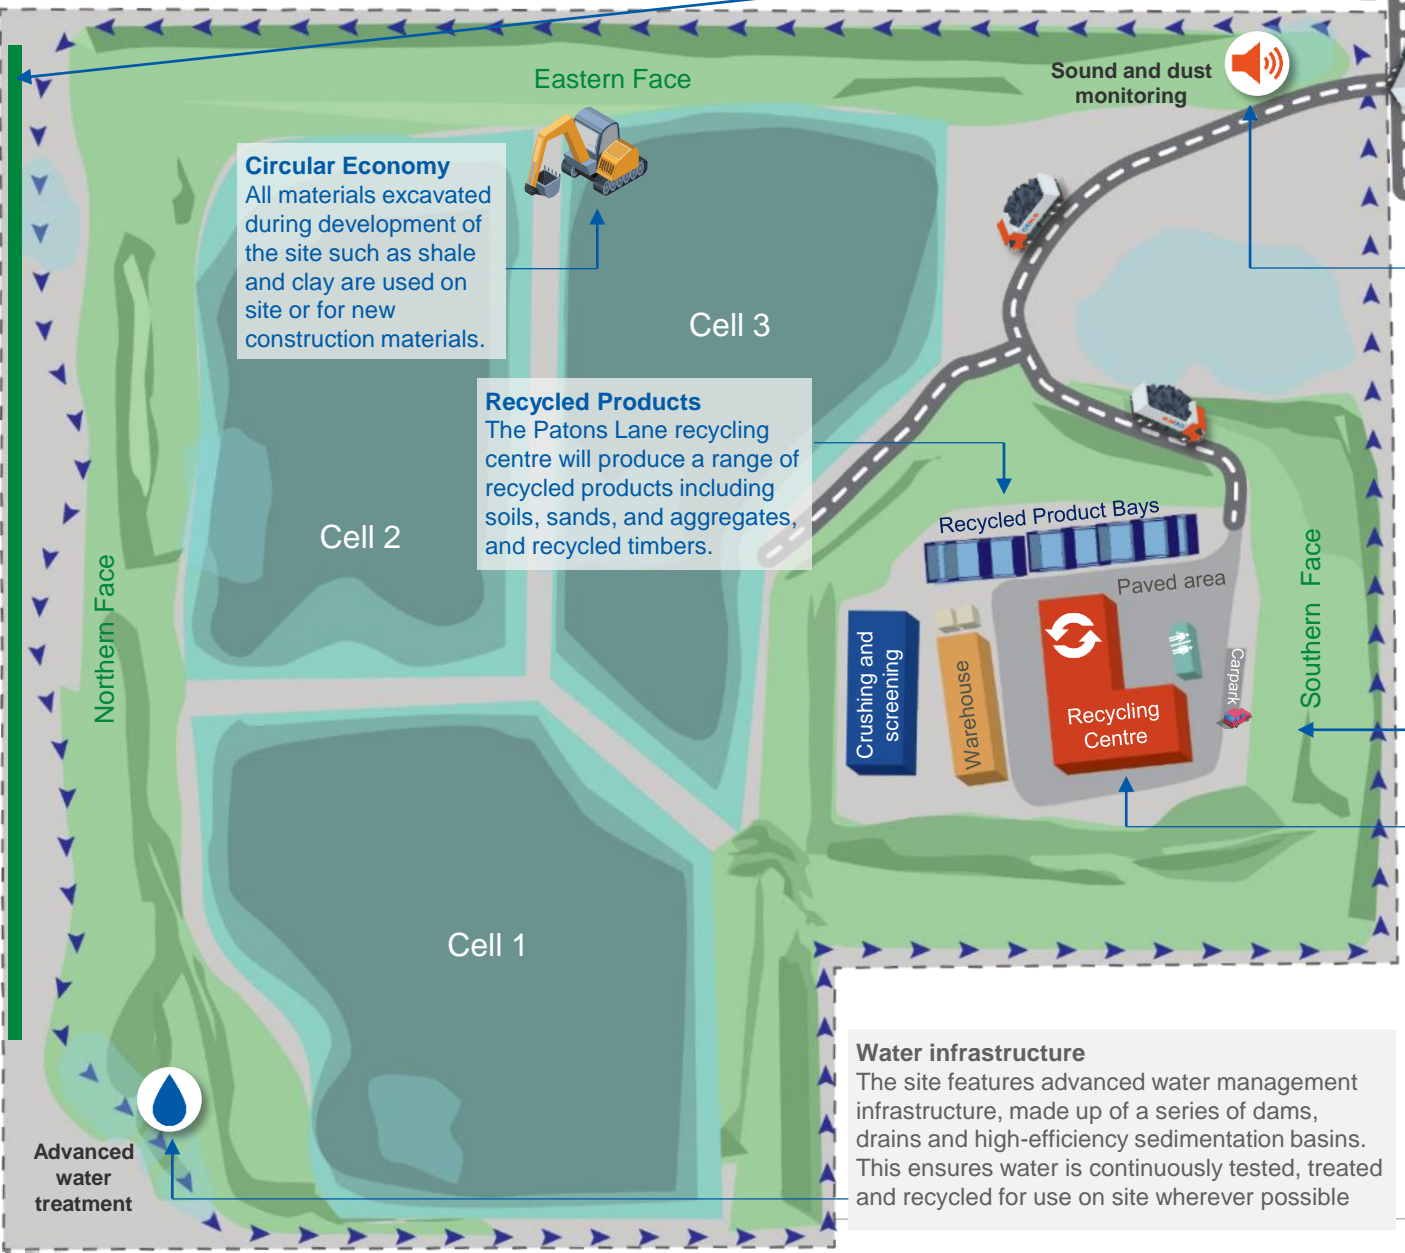 Eastern Face
Sound and dust
monitoring
Circular Economy
All materials excavated
during development of
the site such as shale
and clay are used on
site or for new
construction materials.
Cell 3
Recycled Products
The Patons Lane recycling
centre will produce a range of
recycled products including
soils, sands, and aggregates,
and recycled timbers.
Cell 2
Recycled Product Bays
Paved area
Northern Face
Southern Face
Crushing and
screening
Warehouse
Carpark
Recycling
Centre
Cell 1
Advanced
water
treatment
Water infrastructure
The site features advanced water management
infrastructure, made up of a series of dams,
drains and high-efficiency sedimentation basins.
This ensures water is continuously tested, treated
and recycled for use on site wherever possible